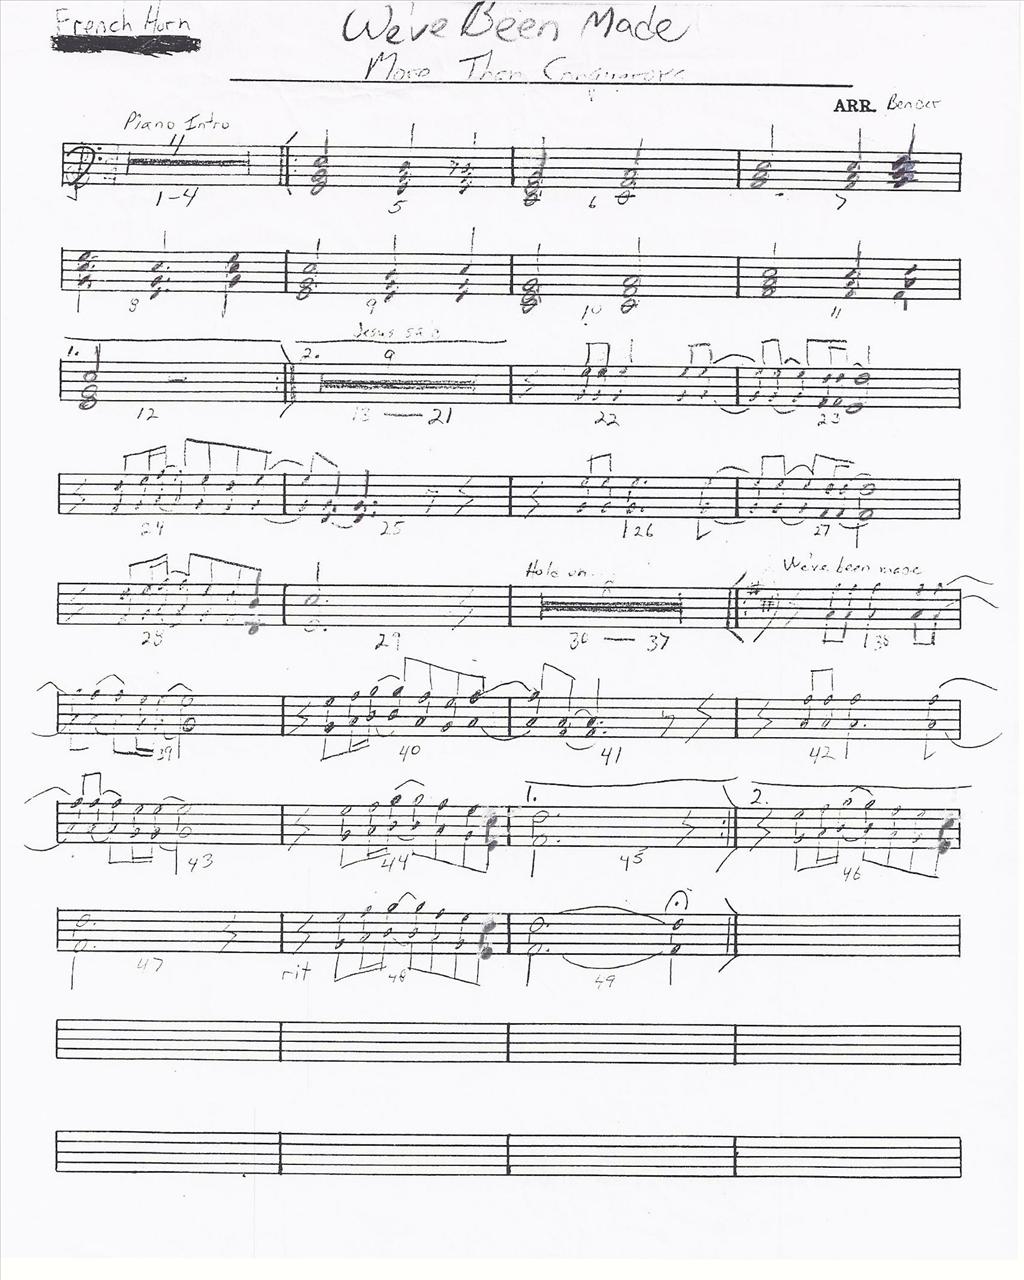 French Horn
We've Been Made
More Than Conquerors
ARR. Bender
Piano Intro
4
1-4 5 6 7
8 9 10 11
Jesus said
1. 2. 9
12 13 — 21 22 23
24 25 26 27
Hold on... We've been made
28 29 30 — 37 38
39 40 41 42
1. 2.
43 44 45 46
47 rit 48 49